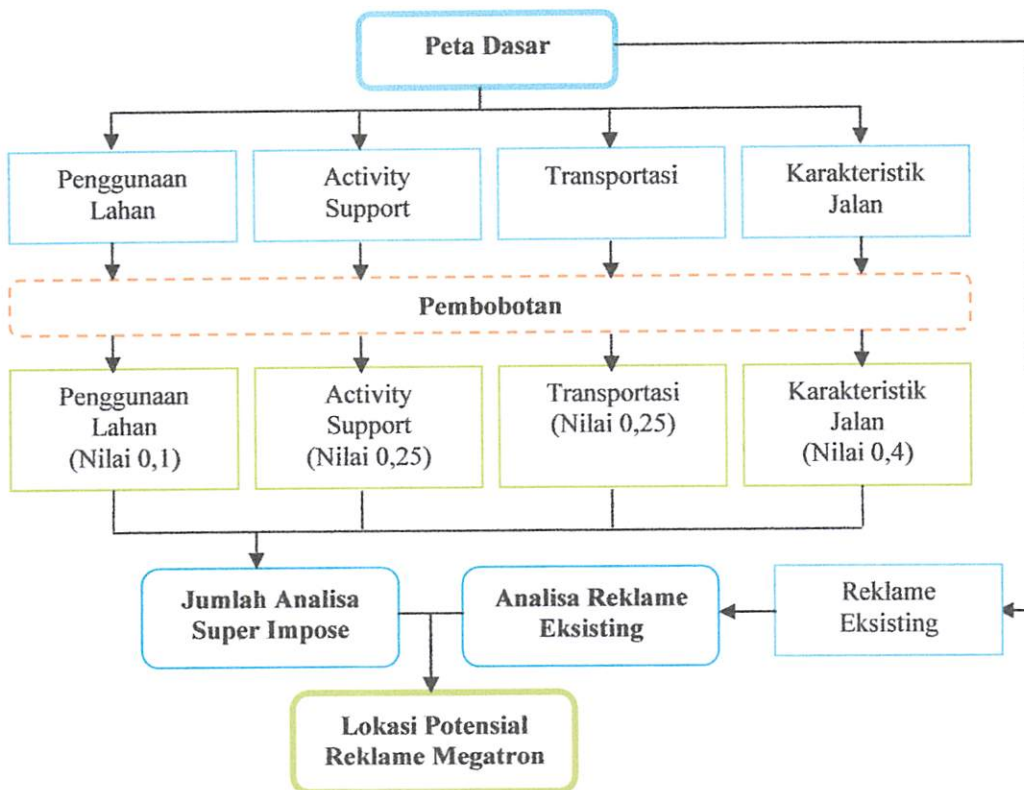 Peta Dasar
Penggunaan
Lahan
Activity
Support
Transportasi
Karakteristik
Jalan
Pembobotan
Penggunaan
Lahan
(Nilai 0,1)
Activity
Support
(Nilai 0,25)
Transportasi
(Nilai 0,25)
Karakteristik
Jalan
(Nilai 0,4)
Jumlah Analisa
Super Impose
Analisa Reklame
Eksisting
Reklame
Eksisting
Lokasi Potensial
Reklame Megatron